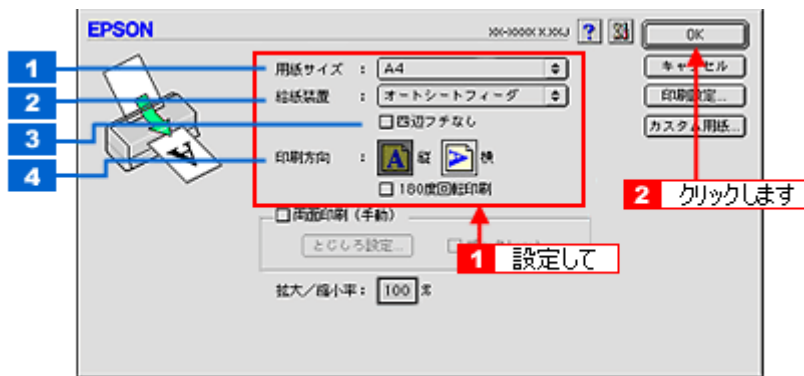 EPSON
OK
1
用紙サイズ : A4
キャンセル
2
給紙装置 : オートシートフィーダ
印刷設定...
3
四辺フチなし
カスタム用紙...
4
印刷方向 : 縦 横
180度回転印刷
2 クリックします
両面印刷（手動）
とじしろ設定...
1 設定して
拡大／縮小率: 100 %